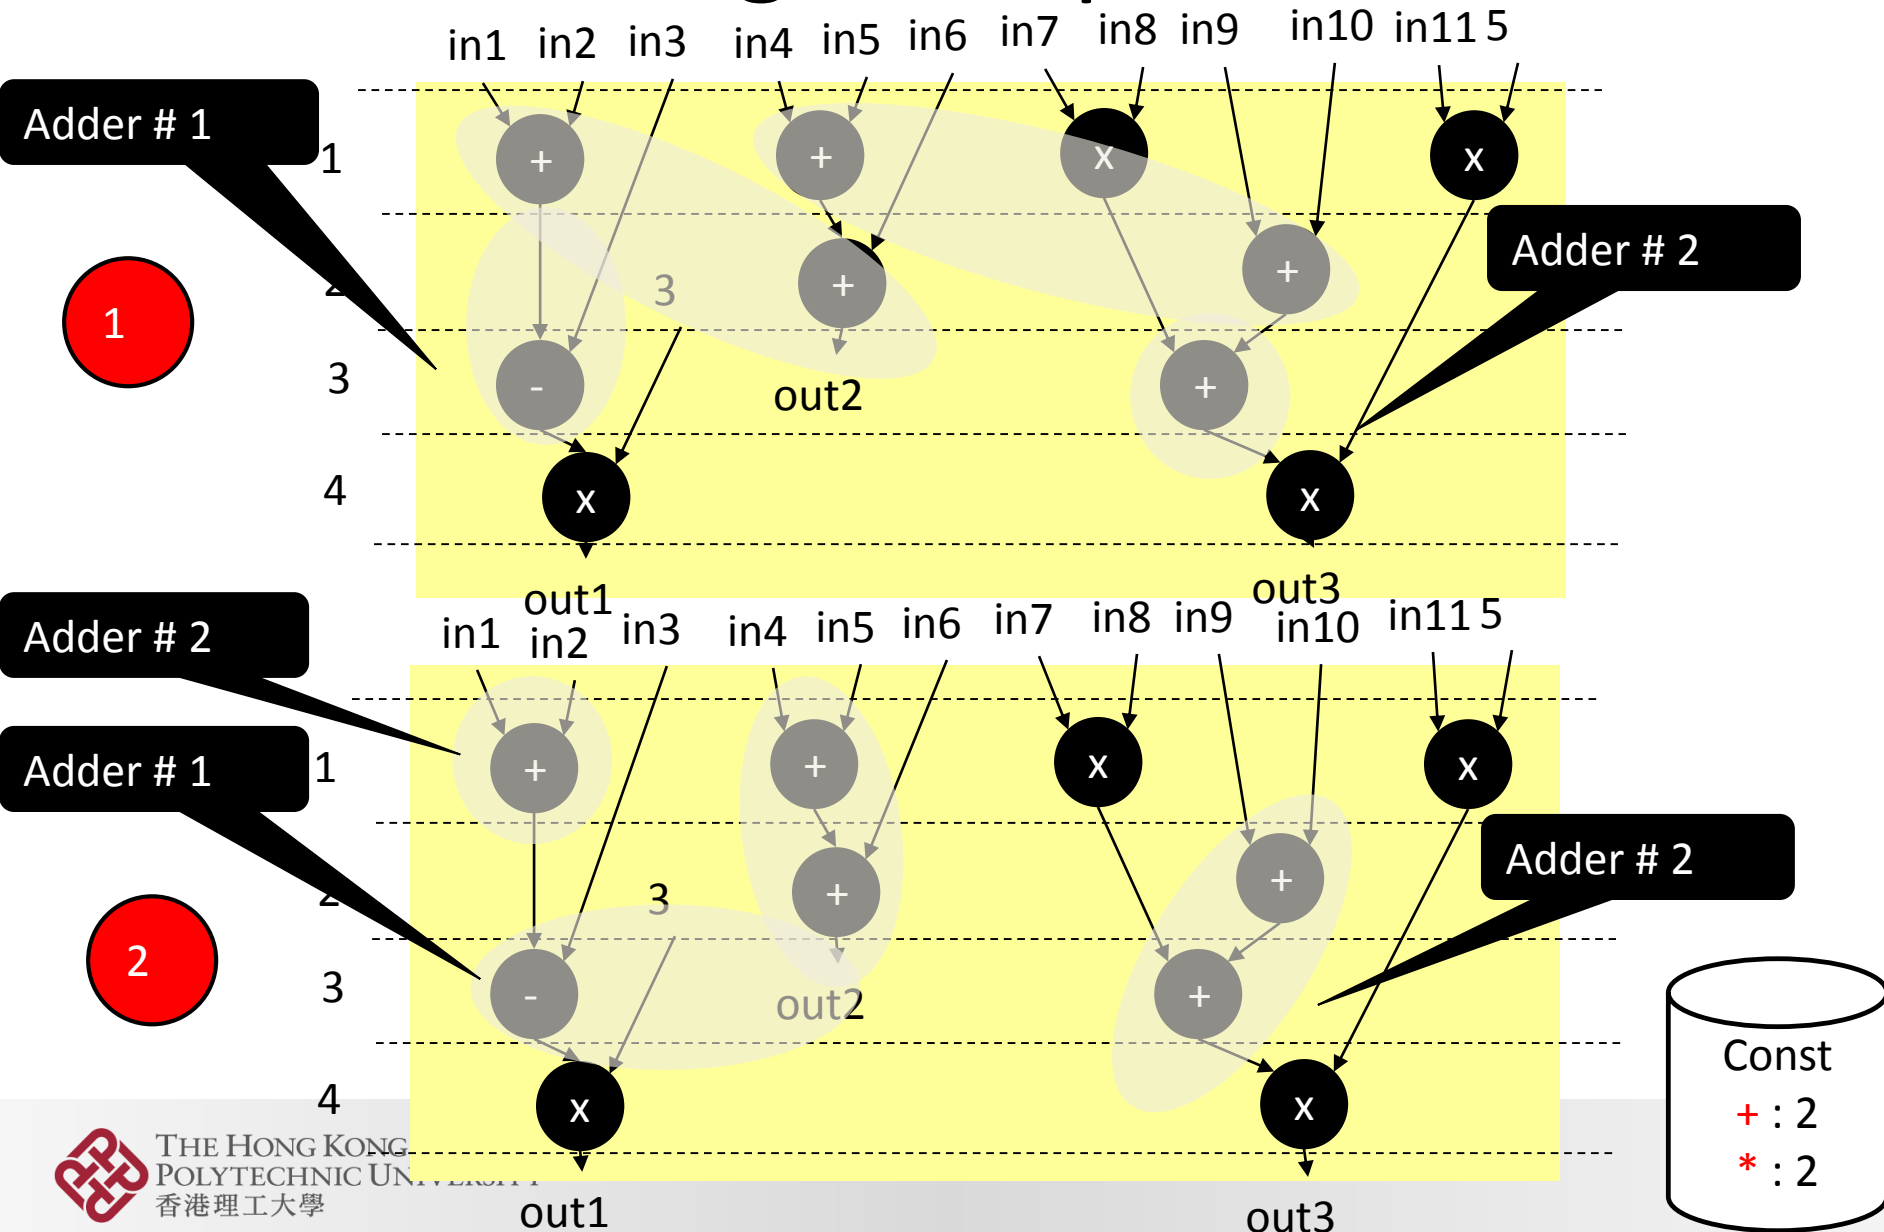 in1 in2 in3 in4 in5 in6 in7 in8 in9 in10 in11 5
Adder # 1
1
+ + x x
Adder # 2
1
2
3
+ +
3
- +
out2
4
x x
out1 out3
Adder # 2
in1 in2 in3 in4 in5 in6 in7 in8 in9 in10 in11 5
Adder # 1
1
+ + x x
Adder # 2
2
2
3
+ +
3
- +
out2
4
x x
out1 out3
Const
+ : 2
* : 2
THE HONG KONG
POLYTECHNIC UNIVERSITY
香港理工大學